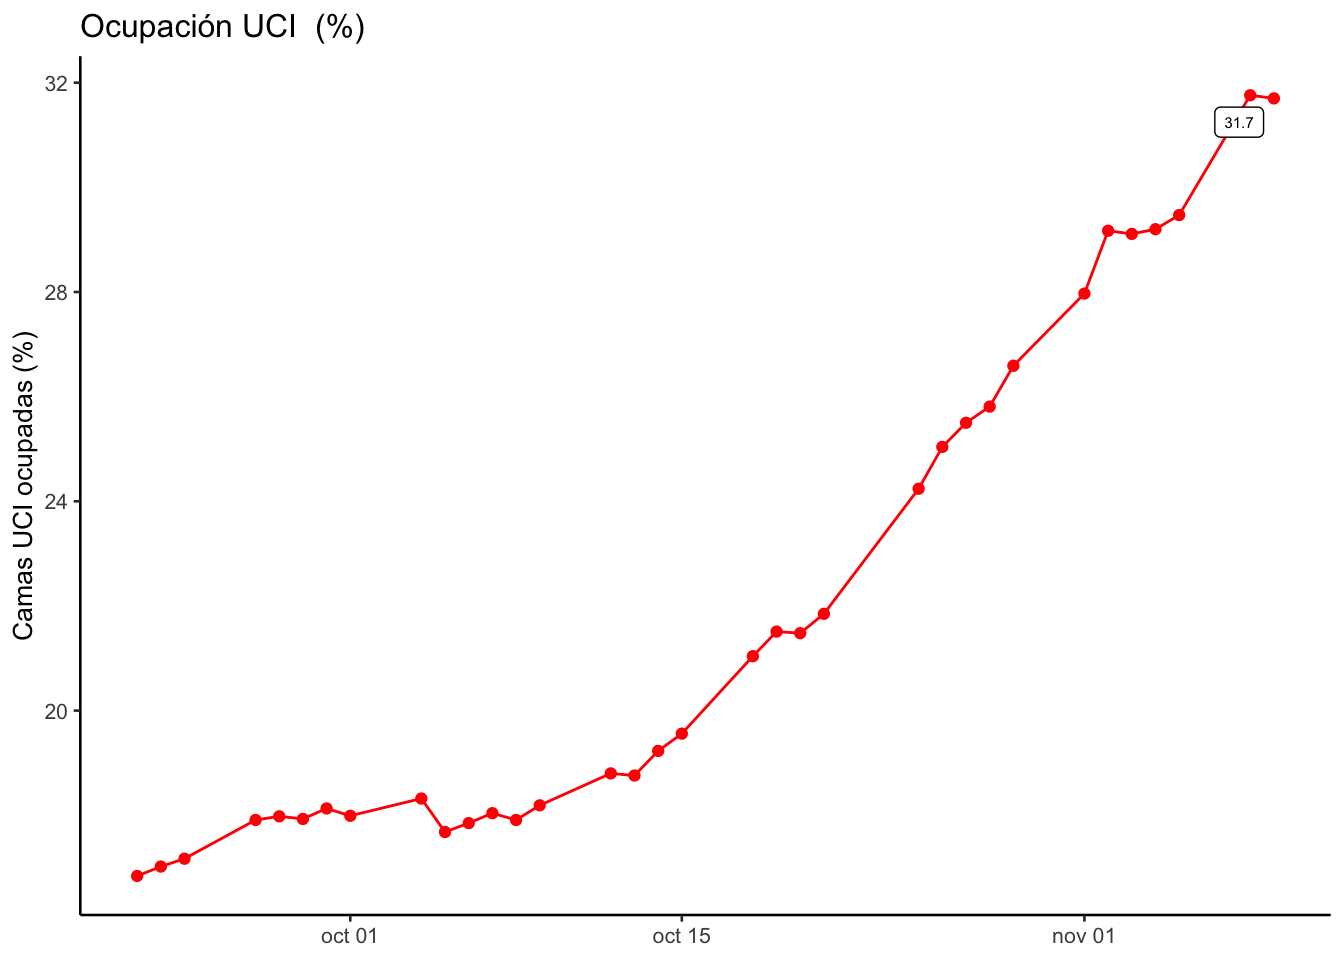 Ocupación UCI  (%)
Camas UCI ocupadas (%)
32
28
24
20
31.7
oct 01
oct 15
nov 01